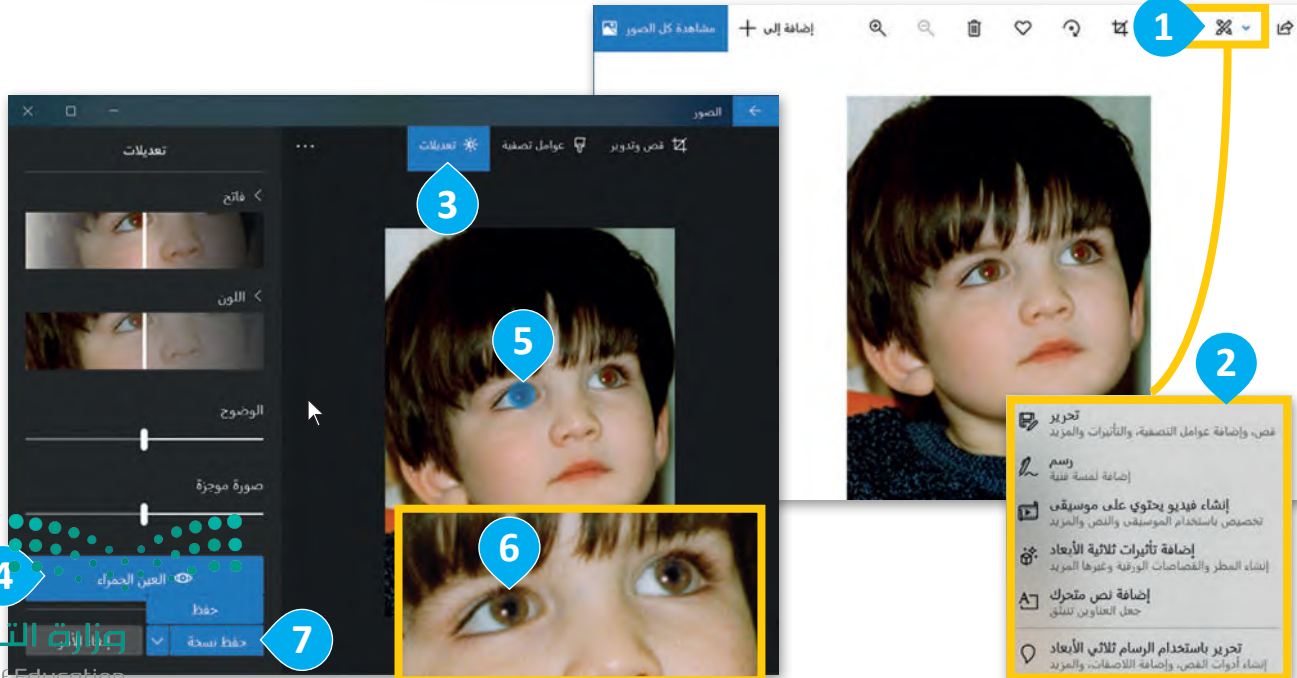 مشاهدة كل الصور
إضافة إلى
1
2
تحرير
قص، وإضافة عوامل التصفية، والتأثيرات والمزيد
رسم
إضافة لمسة فنية
إنشاء فيديو يحتوي على موسيقى
تخصيص باستخدام الموسيقى والنص والمزيد
إضافة تأثيرات ثلاثية الأبعاد
إنشاء المطر والقصاصات الورقية وغيرها المزيد
إضافة نص متحرك
جعل العناوين تنبثق
تحرير باستخدام الرسام ثلاثي الأبعاد
إنشاء أدوات القص، وإضافة اللاصقات، والمزيد
الصور
قص وتدوير
عوامل تصفية
تعديلات
3
تعديلات
فاتح
اللون
الوضوح
صورة موجزة
4
العين الحمراء
5
6
حفظ
حفظ نسخة
7
وزارة
Education